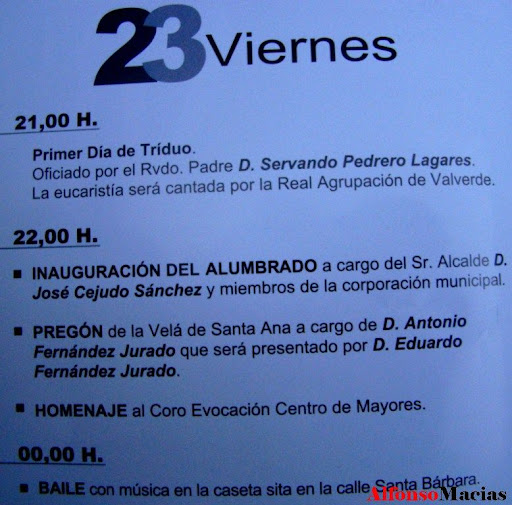 23 Viernes
21,00 H.
Primer Día de Tríduo.
Oficiado por el Rvdo. Padre D. Servando Pedrero Lagares.
La eucaristía será cantada por la Real Agrupación de Valverde.
22,00 H.
▪ INAUGURACIÓN DEL ALUMBRADO a cargo del Sr. Alcalde D.
José Cejudo Sánchez y miembros de la corporación municipal.
▪ PREGÓN de la Velá de Santa Ana a cargo de D. Antonio
Fernández Jurado que será presentado por D. Eduardo
Fernández Jurado.
▪ HOMENAJE al Coro Evocación Centro de Mayores.
00,00 H.
▪ BAILE con música en la caseta sita en la calle Santa Bárbara.
AlfonsoMacias